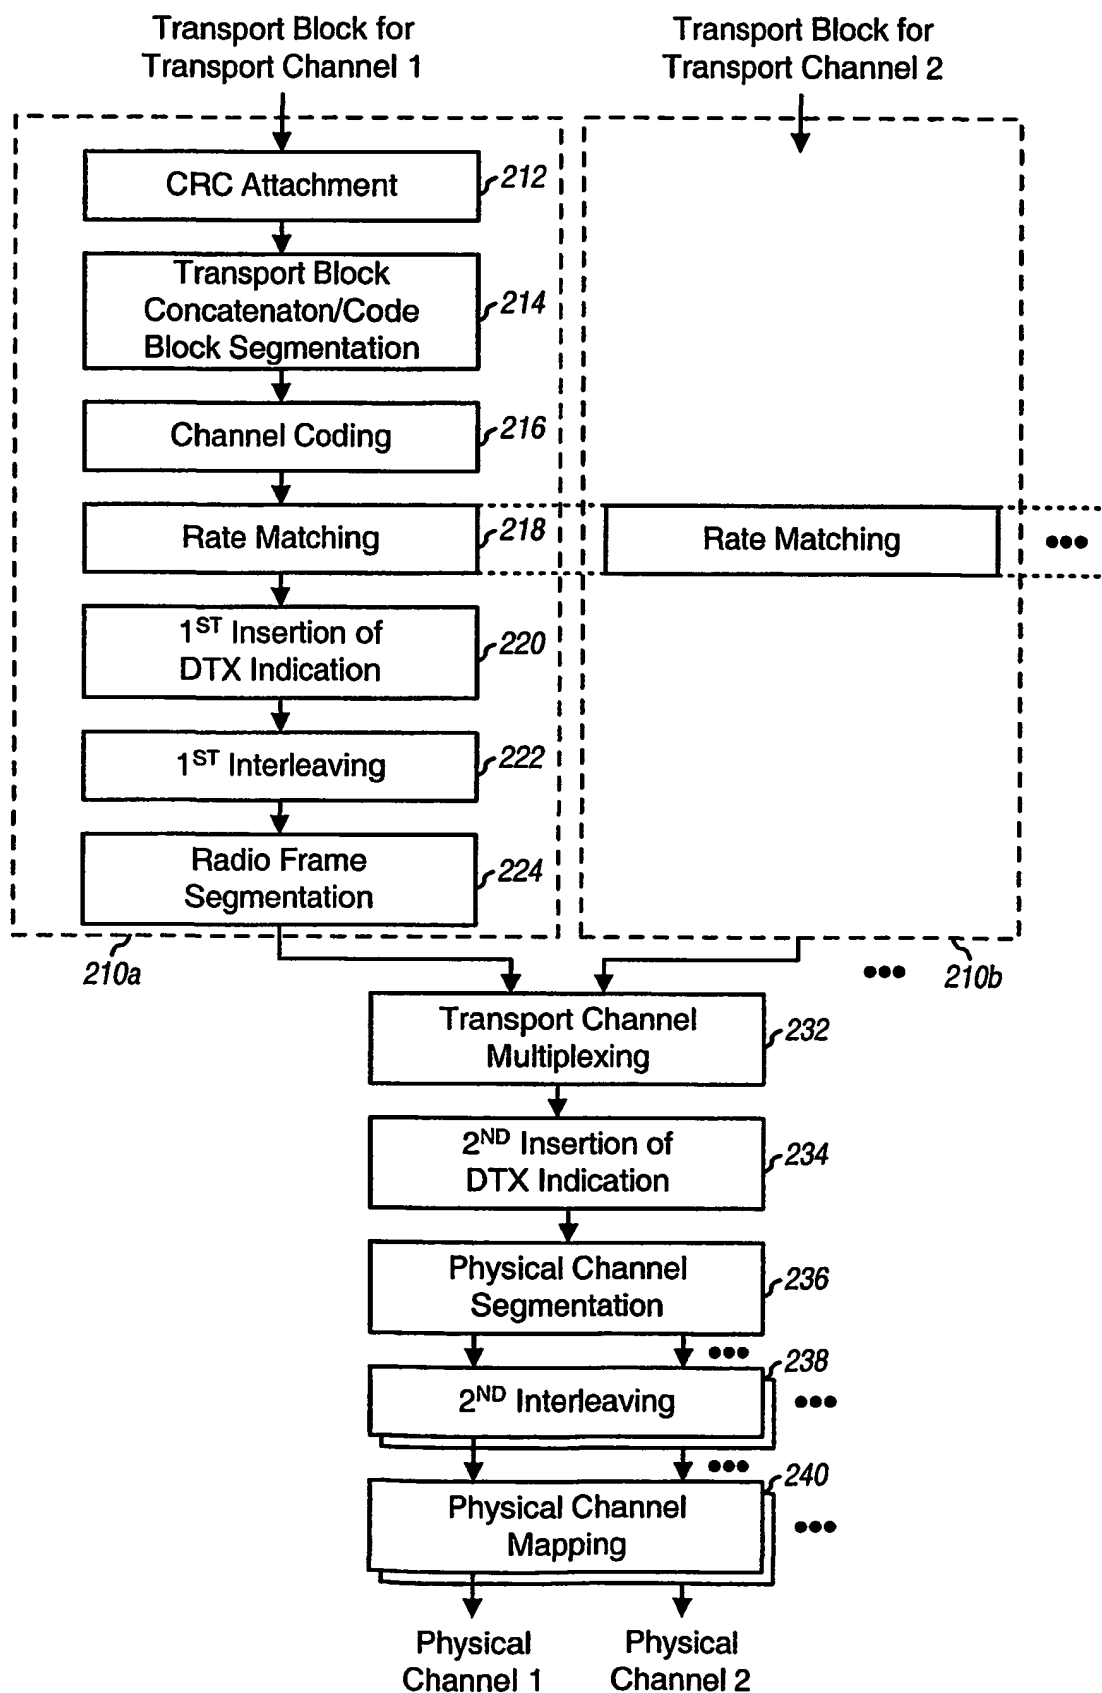 Transport Block for
Transport Channel 1
Transport Block for
Transport Channel 2
CRC Attachment
212
Transport Block
Concatenaton/Code
Block Segmentation
214
Channel Coding
216
Rate Matching
218
Rate Matching
1ST Insertion of
DTX Indication
220
1ST Interleaving
222
Radio Frame
Segmentation
224
210a
210b
Transport Channel
Multiplexing
232
2ND Insertion of
DTX Indication
234
Physical Channel
Segmentation
236
2ND Interleaving
238
Physical Channel
Mapping
240
Physical
Channel 1
Physical
Channel 2